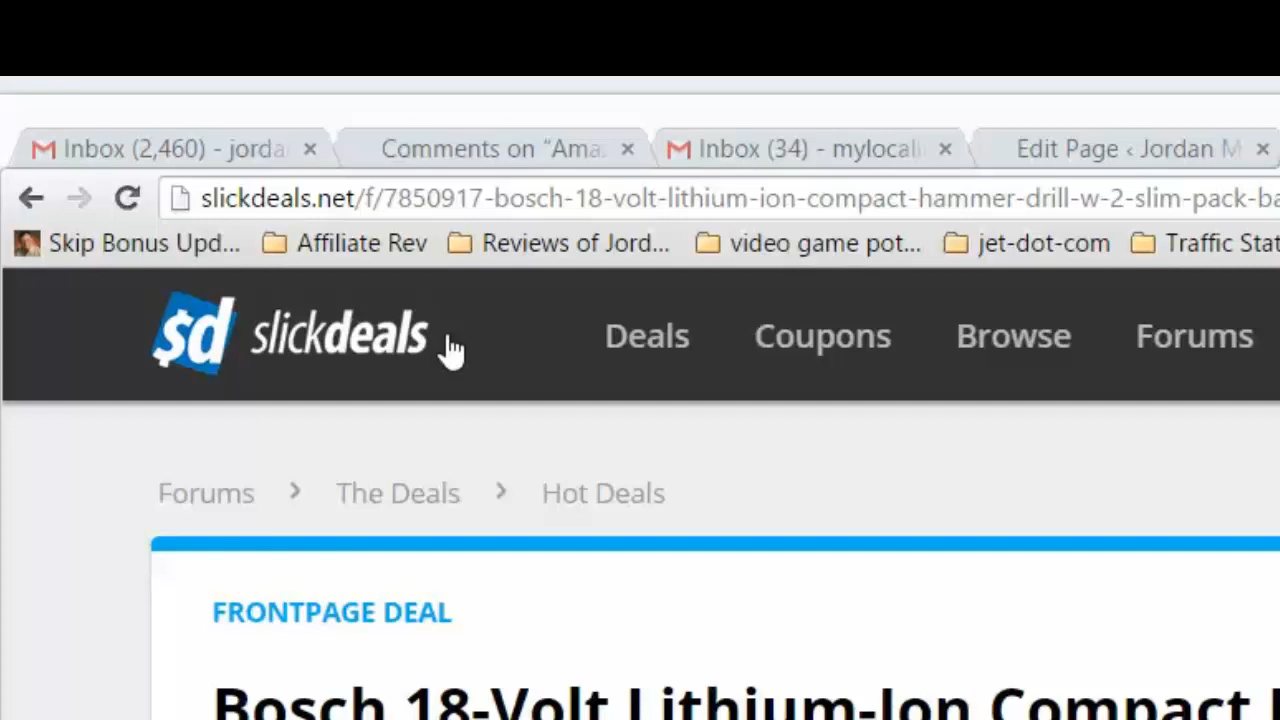 Inbox (2,460) - jorda
Comments on "Ama
Inbox (34) - mylocali
Edit Page ‹ Jordan M
slickdeals.net/f/7850917-bosch-18-volt-lithium-ion-compact-hammer-drill-w-2-slim-pack-ba
Skip Bonus Upd... Affiliate Rev Reviews of Jord... video game pot... jet-dot-com Traffic Stat
$d slickdeals Deals Coupons Browse Forums
Forums > The Deals > Hot Deals
FRONTPAGE DEAL
Bosch 18-Volt Lithium-Ion Compact